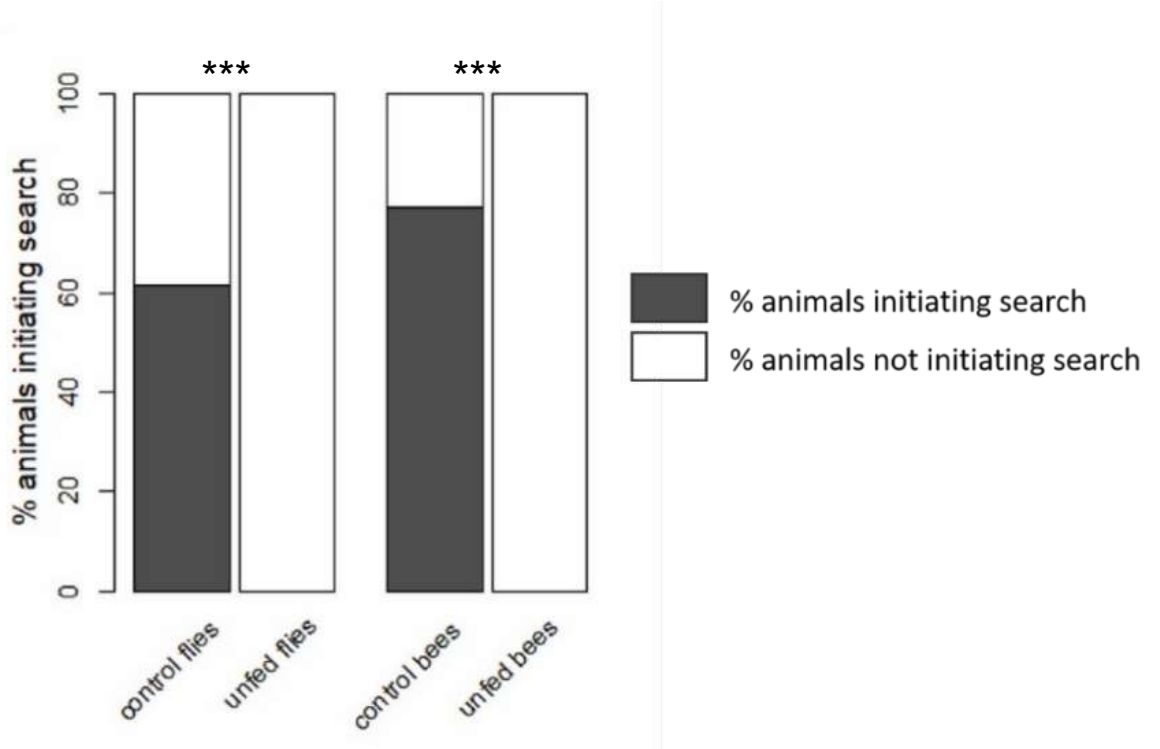 *** ***
% animals initiating search
100
80
60
40
20
0
control flies
unfed flies
control bees
unfed bees
% animals initiating search
% animals not initiating search